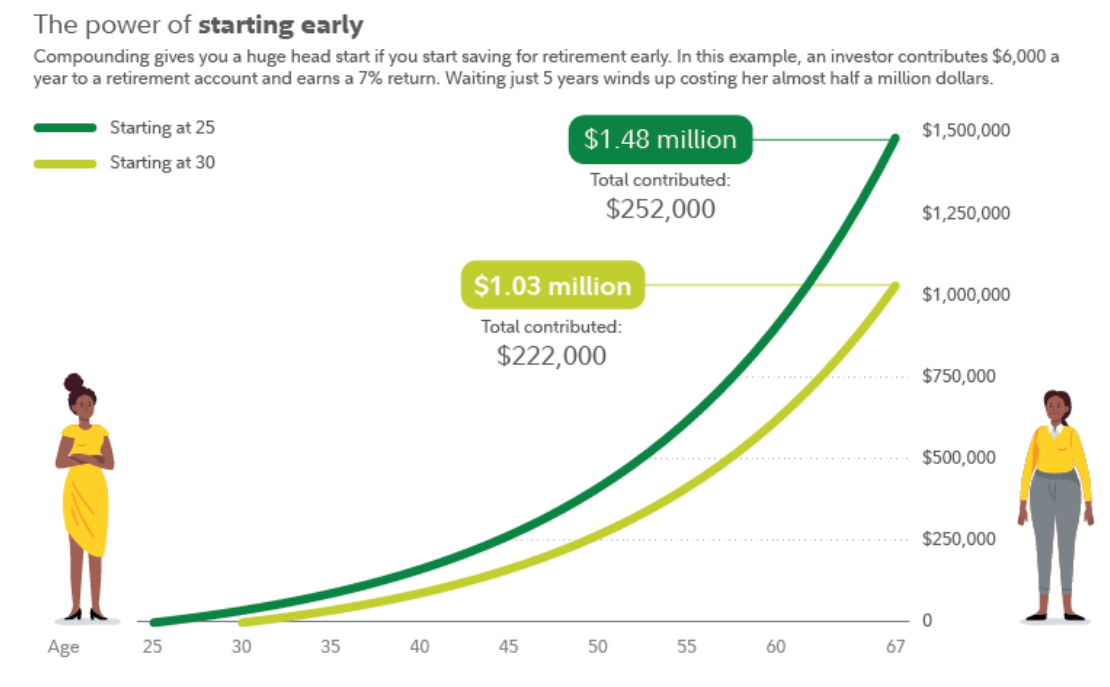 The power of starting early
Compounding gives you a huge head start if you start saving for retirement early. In this example, an investor contributes $6,000 a
year to a retirement account and earns a 7% return. Waiting just 5 years winds up costing her almost half a million dollars.
Starting at 25
Starting at 30
$1.48 million
Total contributed:
$252,000
$1.03 million
Total contributed:
$222,000
$1,500,000
$1,250,000
$1,000,000
$750,000
$500,000
$250,000
0
Age 25 30 35 40 45 50 55 60 67